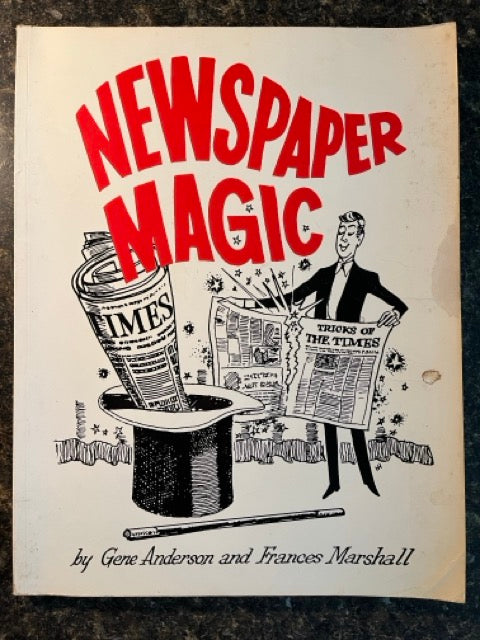 NEWSPAPER
MAGIC
TIMES
TRICKS OF
THE TIMES
by Gene Anderson and Frances Marshall